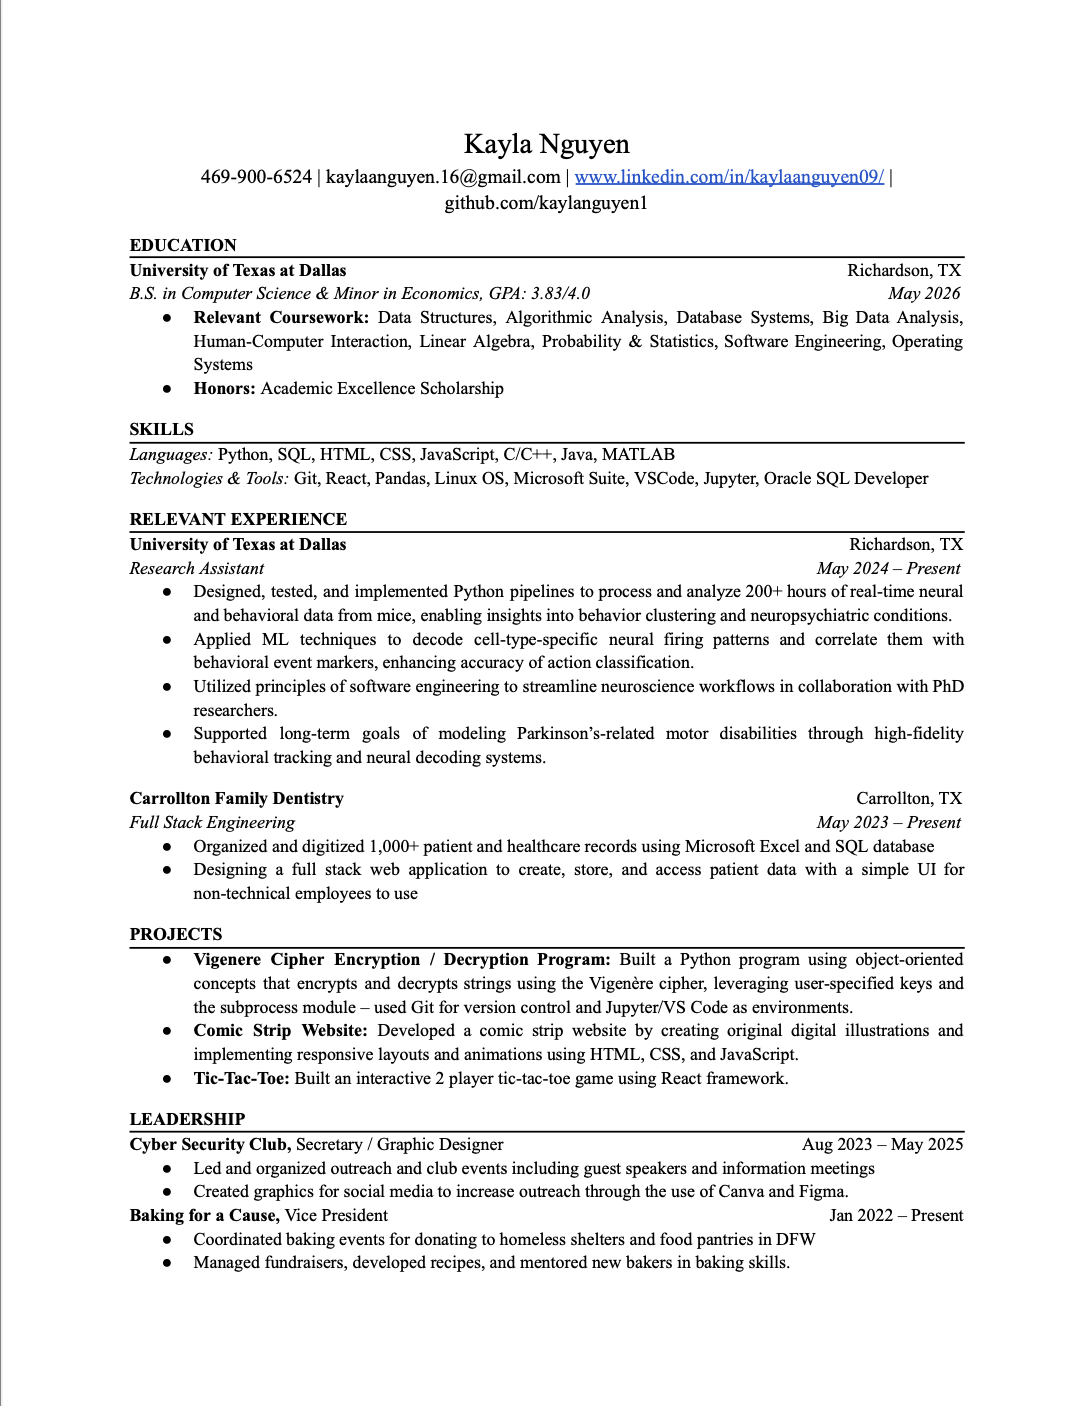 Kayla Nguyen
469-900-6524 | kaylaanguyen.16@gmail.com | www.linkedin.com/in/kaylaanguyen09/ |
github.com/kaylanguyen1
EDUCATION
University of Texas at Dallas Richardson, TX
B.S. in Computer Science & Minor in Economics, GPA: 3.83/4.0 May 2026
● Relevant Coursework: Data Structures, Algorithmic Analysis, Database Systems, Big Data Analysis,
Human-Computer Interaction, Linear Algebra, Probability & Statistics, Software Engineering, Operating
Systems
● Honors: Academic Excellence Scholarship
SKILLS
Languages: Python, SQL, HTML, CSS, JavaScript, C/C++, Java, MATLAB
Technologies & Tools: Git, React, Pandas, Linux OS, Microsoft Suite, VSCode, Jupyter, Oracle SQL Developer
RELEVANT EXPERIENCE
University of Texas at Dallas Richardson, TX
Research Assistant May 2024 – Present
● Designed, tested, and implemented Python pipelines to process and analyze 200+ hours of real-time neural
and behavioral data from mice, enabling insights into behavior clustering and neuropsychiatric conditions.
● Applied ML techniques to decode cell-type-specific neural firing patterns and correlate them with
behavioral event markers, enhancing accuracy of action classification.
● Utilized principles of software engineering to streamline neuroscience workflows in collaboration with PhD
researchers.
● Supported long-term goals of modeling Parkinson’s-related motor disabilities through high-fidelity
behavioral tracking and neural decoding systems.
Carrollton Family Dentistry Carrollton, TX
Full Stack Engineering May 2023 – Present
● Organized and digitized 1,000+ patient and healthcare records using Microsoft Excel and SQL database
● Designing a full stack web application to create, store, and access patient data with a simple UI for
non-technical employees to use
PROJECTS
● Vigenere Cipher Encryption / Decryption Program: Built a Python program using object-oriented
concepts that encrypts and decrypts strings using the Vigenère cipher, leveraging user-specified keys and
the subprocess module – used Git for version control and Jupyter/VS Code as environments.
● Comic Strip Website: Developed a comic strip website by creating original digital illustrations and
implementing responsive layouts and animations using HTML, CSS, and JavaScript.
● Tic-Tac-Toe: Built an interactive 2 player tic-tac-toe game using React framework.
LEADERSHIP
Cyber Security Club, Secretary / Graphic Designer Aug 2023 – May 2025
● Led and organized outreach and club events including guest speakers and information meetings
● Created graphics for social media to increase outreach through the use of Canva and Figma.
Baking for a Cause, Vice President Jan 2022 – Present
● Coordinated baking events for donating to homeless shelters and food pantries in DFW
● Managed fundraisers, developed recipes, and mentored new bakers in baking skills.